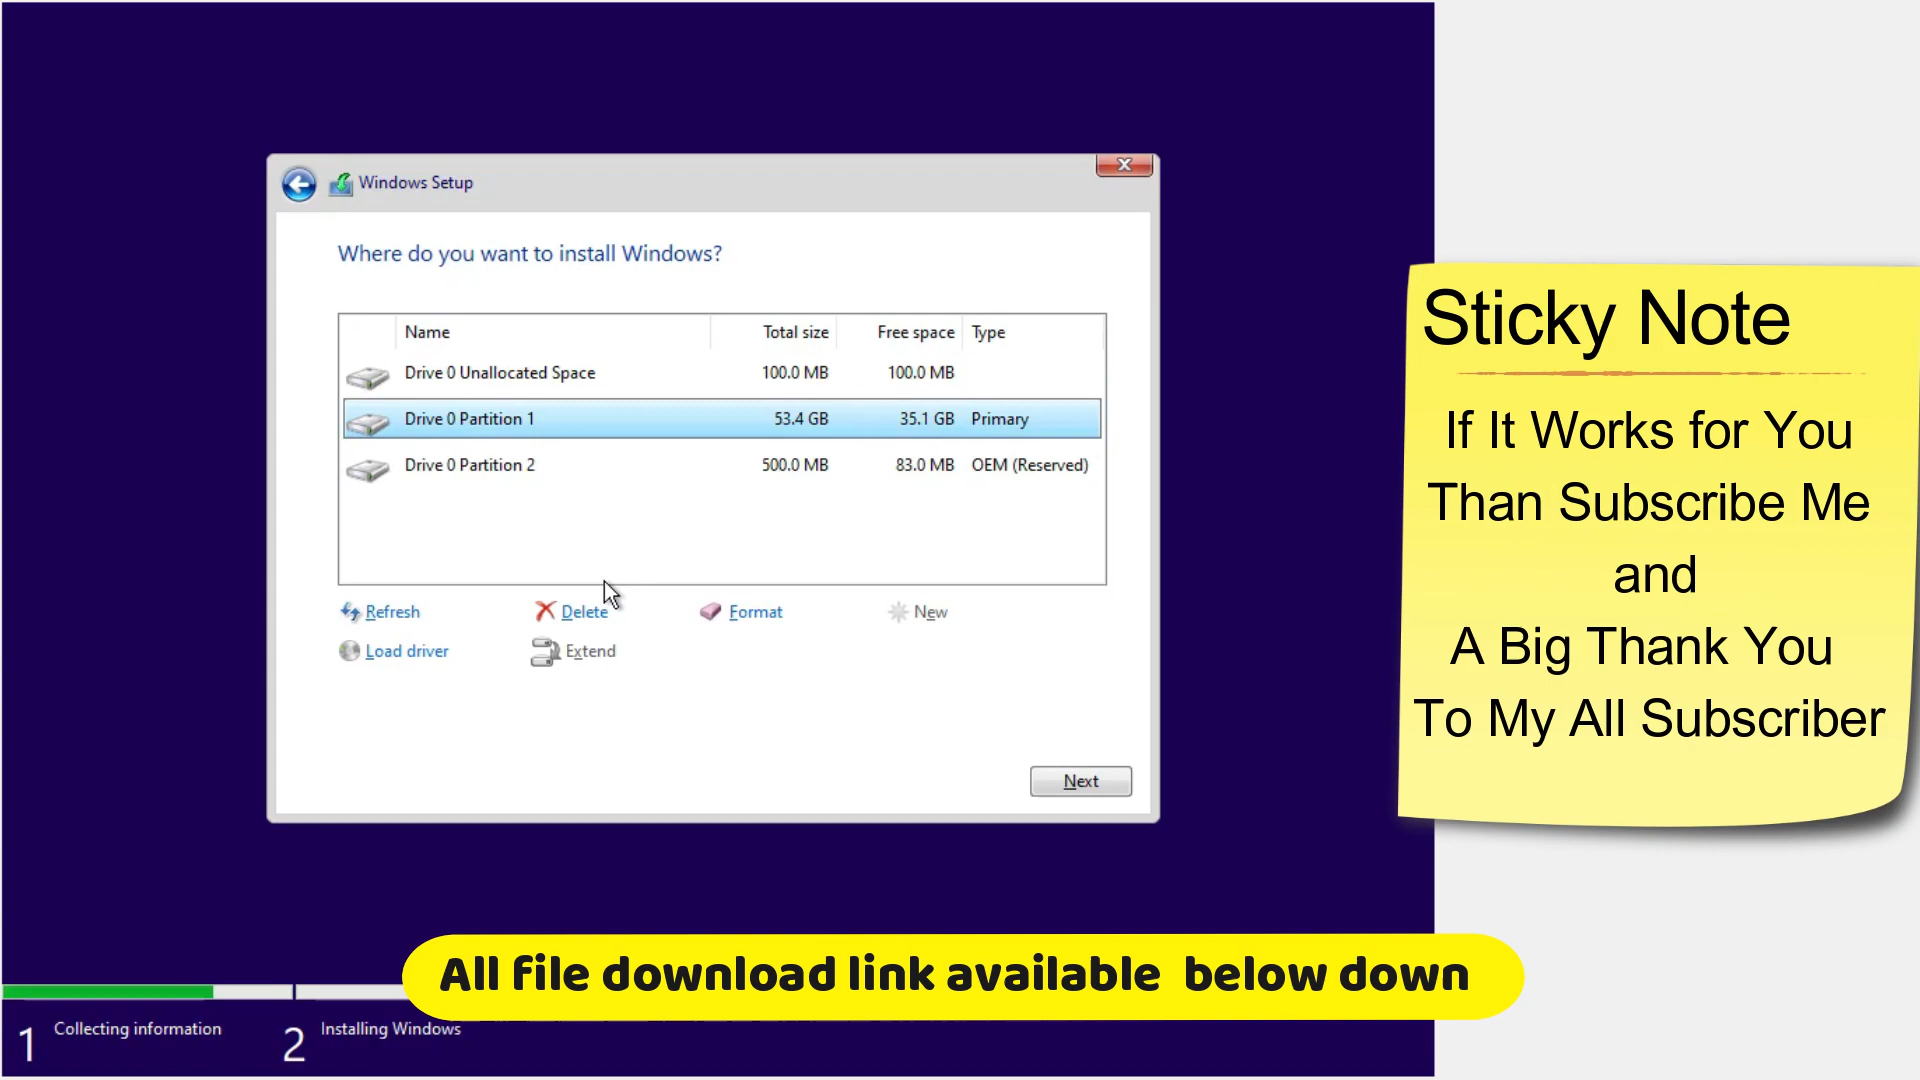 Windows Setup
Where do you want to install Windows?
Name Total size Free space Type
Drive 0 Unallocated Space 100.0 MB 100.0 MB
Drive 0 Partition 1 53.4 GB 35.1 GB Primary
Drive 0 Partition 2 500.0 MB 83.0 MB OEM (Reserved)
Refresh Delete Format New
Load driver Extend
Next
Sticky Note
If It Works for You
Than Subscribe Me
and
A Big Thank You
To My All Subscriber
All file download link available below down
1 Collecting information 2 Installing Windows